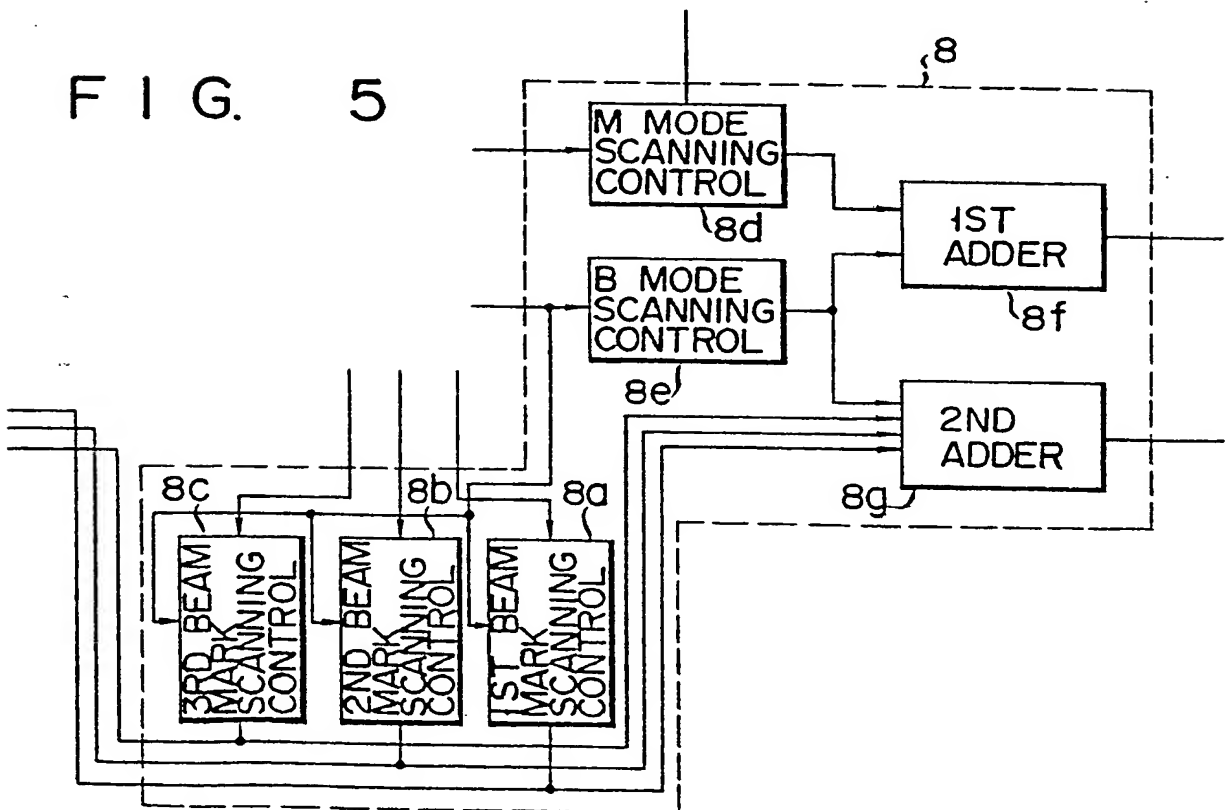 FIG. 5
8
M MODE
SCANNING
CONTROL
8d
1ST
ADDER
8f
B MODE
SCANNING
CONTROL
8e
2ND
ADDER
8g
8c
3RD BEAM
MARK
SCANNING
CONTROL
8b
2ND BEAM
MARK
SCANNING
CONTROL
8a
1ST BEAM
MARK
SCANNING
CONTROL